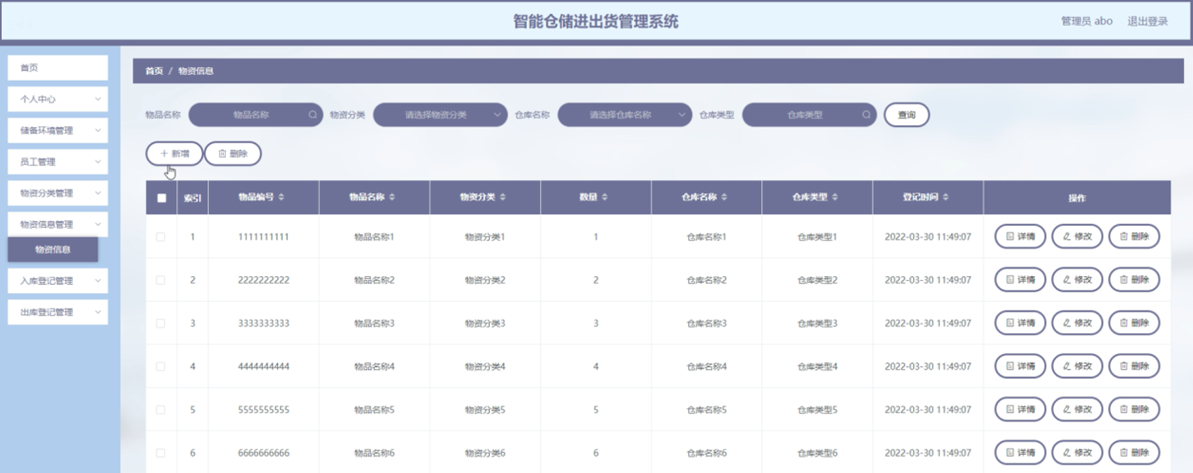 智能仓储进出货管理系统
管理员 abo 退出登录
首页
个人中心
储备环境管理
员工管理
物资分类管理
物资信息管理
物资信息
入库登记管理
出库登记管理
首页 / 物资信息
物品名称 物品名称 物资分类 请选择物资分类 仓库名称 请选择仓库名称 仓库类型 仓库类型 查询
+ 新增 删除
索引 物品编号 物品名称 物资分类 数量 仓库名称 仓库类型 登记时间 操作
1 1111111111 物品名称1 物资分类1 1 仓库名称1 仓库类型1 2022-03-30 11:49:07 详情 修改 删除
2 2222222222 物品名称2 物资分类2 2 仓库名称2 仓库类型2 2022-03-30 11:49:07 详情 修改 删除
3 3333333333 物品名称3 物资分类3 3 仓库名称3 仓库类型3 2022-03-30 11:49:07 详情 修改 删除
4 4444444444 物品名称4 物资分类4 4 仓库名称4 仓库类型4 2022-03-30 11:49:07 详情 修改 删除
5 5555555555 物品名称5 物资分类5 5 仓库名称5 仓库类型5 2022-03-30 11:49:07 详情 修改 删除
6 6666666666 物品名称6 物资分类6 6 仓库名称6 仓库类型6 2022-03-30 11:49:07 详情 修改 删除